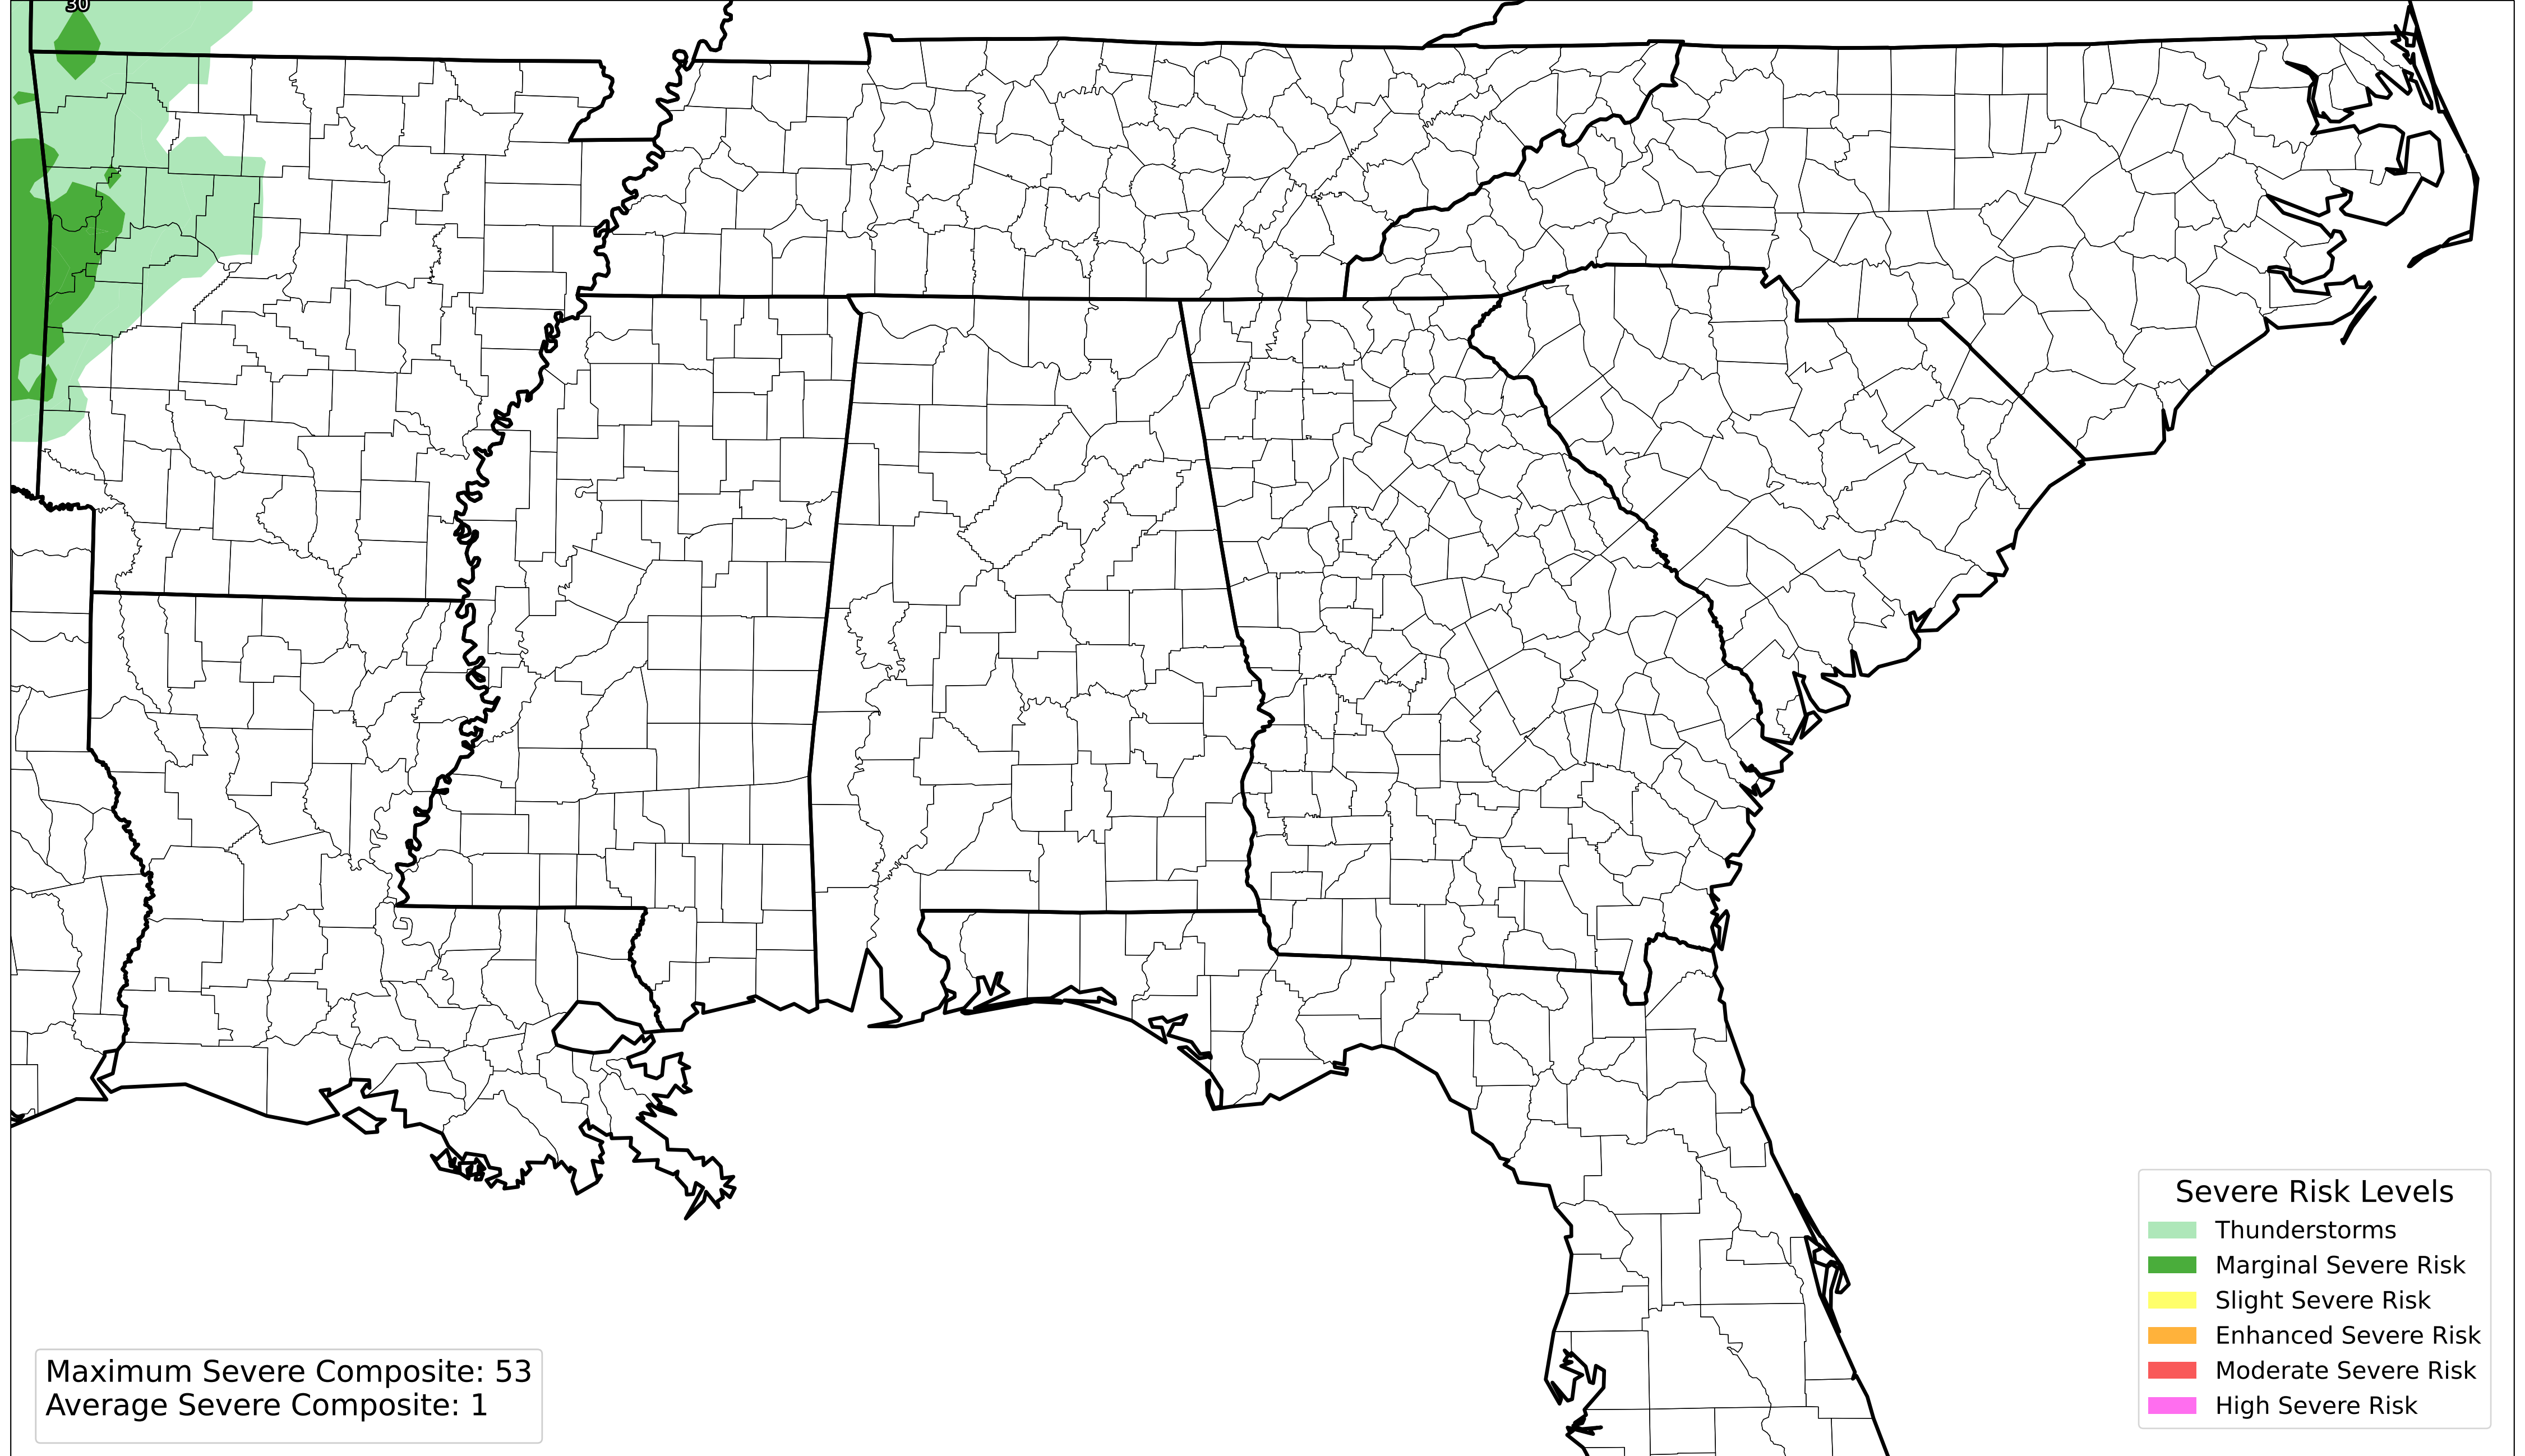 30
Severe Risk Levels
Thunderstorms
Marginal Severe Risk
Slight Severe Risk
Enhanced Severe Risk
Moderate Severe Risk
High Severe Risk
Maximum Severe Composite: 53
Average Severe Composite: 1